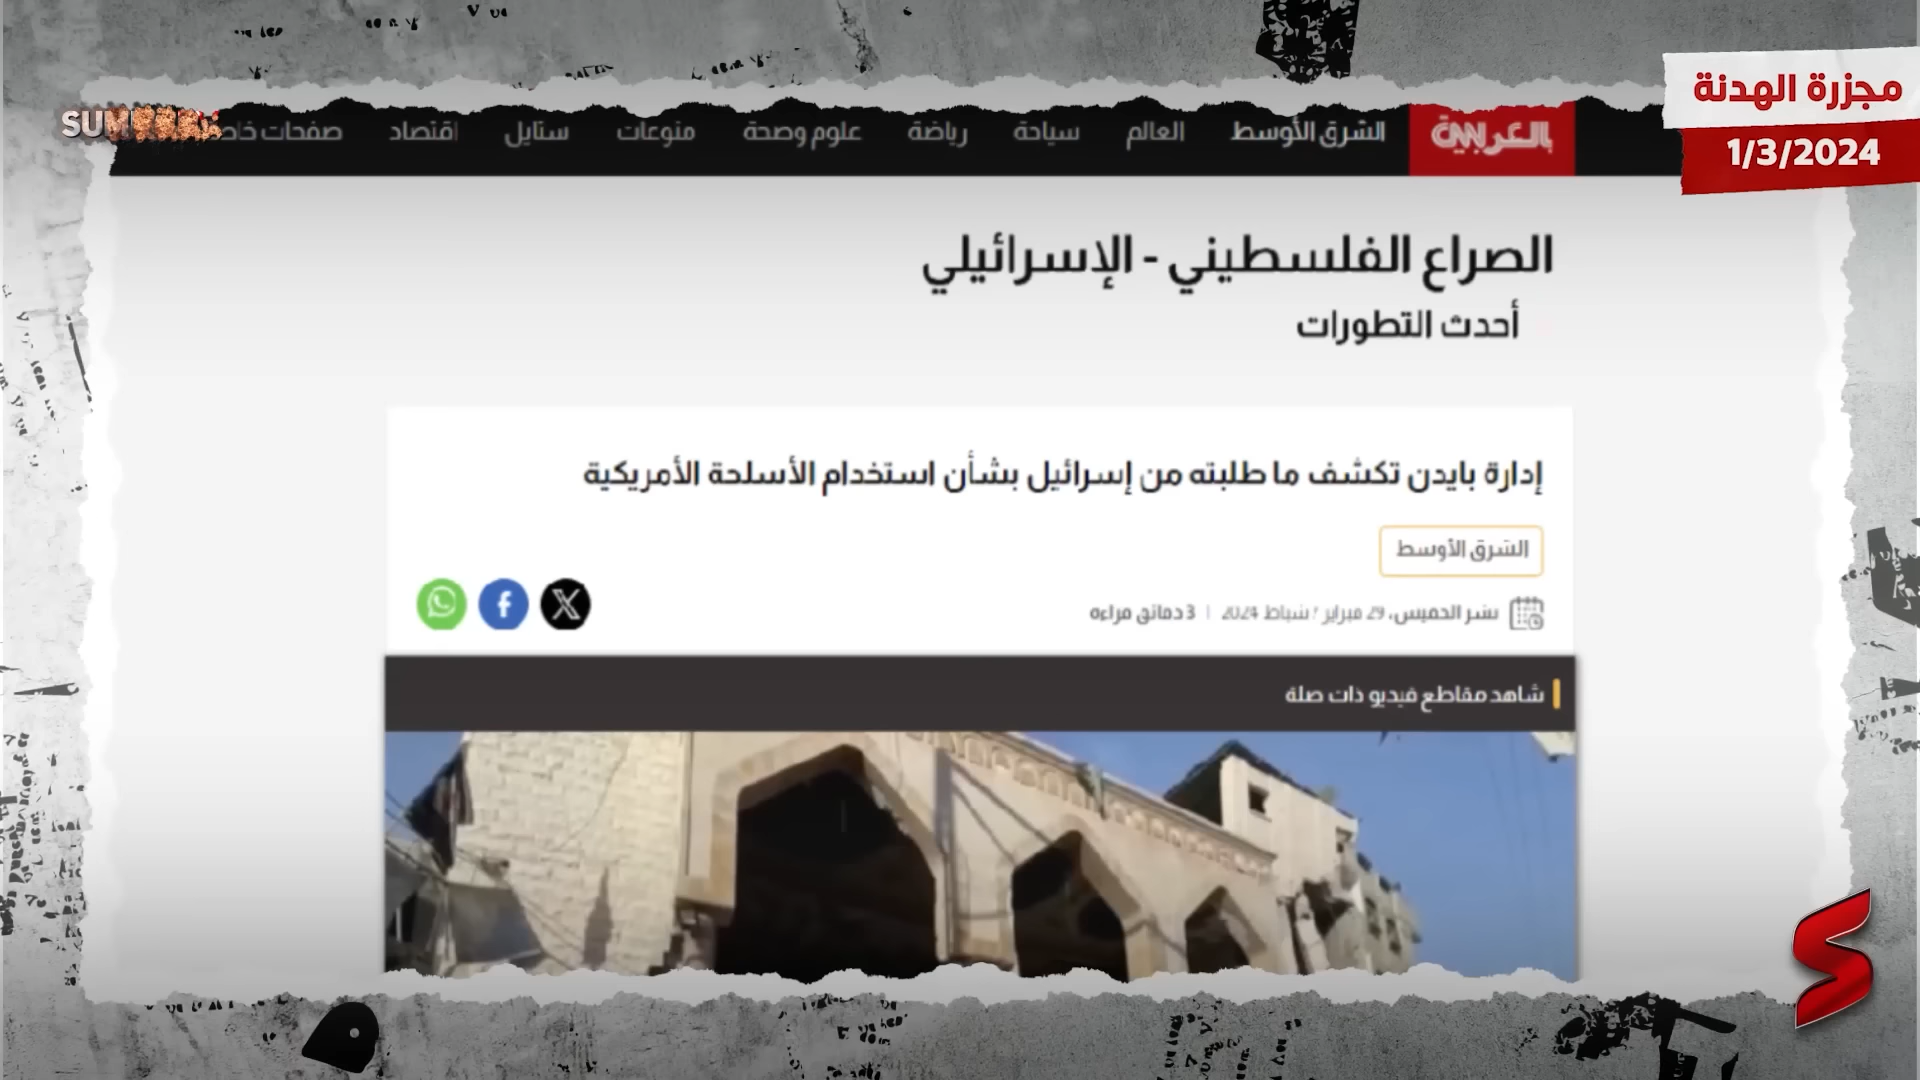 مجزرة الهدنة
1/3/2024
CNN بالعربية
الشرق الأوسط
العالم
سياحة
رياضة
علوم وصحة
منوعات
ستايل
اقتصاد
صفحات
الصراع الفلسطيني - الإسرائيلي
أحدث التطورات
إدارة بايدن تكشف ما طلبته من إسرائيل بشأن استخدام الأسلحة الأمريكية
الشرق الأوسط
نشر الخميس، 29 فبراير / شباط 2024 | 3 دقائق قراءة
شاهد مقاطع فيديو ذات صلة